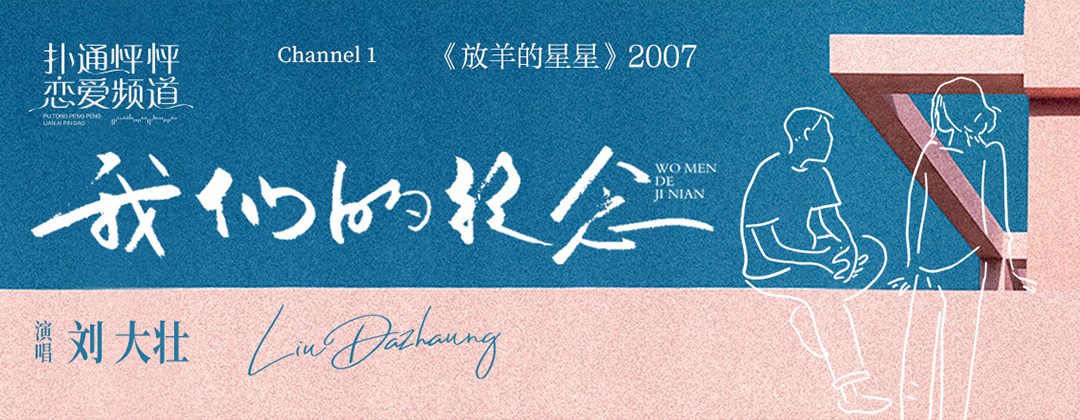 扑通怦怦
恋爱频道
PU TONG PENG PENG
LIAN AI PIN DAO
Channel 1
《放羊的星星》2007
我们的纪念
WO MEN
DE
JI NIAN
演唱
刘大壮
Liu Dazhaung